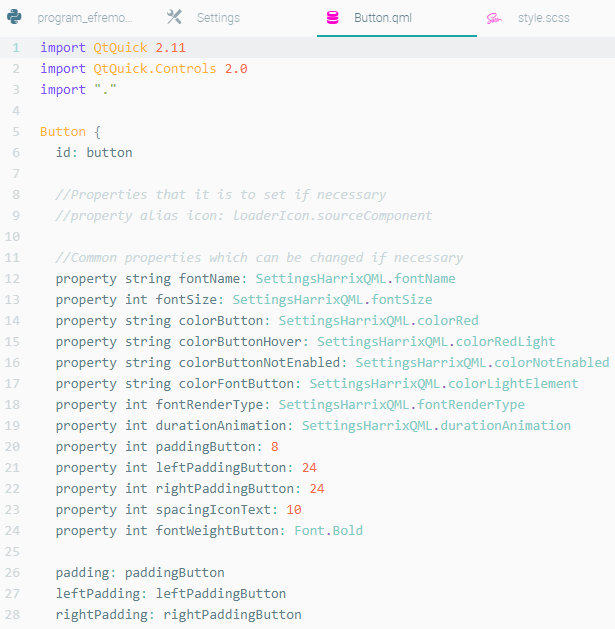 program_efremo... Settings Button.qml style.scss
1 import QtQuick 2.11
2 import QtQuick.Controls 2.0
3 import "."
4
5 Button {
6 id: button
7
8 //Properties that it is to set if necessary
9 //property alias icon: loaderIcon.sourceComponent
10
11 //Common properties which can be changed if necessary
12 property string fontName: SettingsHarrixQML.fontName
13 property int fontSize: SettingsHarrixQML.fontSize
14 property string colorButton: SettingsHarrixQML.colorRed
15 property string colorButtonHover: SettingsHarrixQML.colorRedLight
16 property string colorButtonNotEnabled: SettingsHarrixQML.colorNotEnabled
17 property string colorFontButton: SettingsHarrixQML.colorLightElement
18 property int fontRenderType: SettingsHarrixQML.fontRenderType
19 property int durationAnimation: SettingsHarrixQML.durationAnimation
20 property int paddingButton: 8
21 property int leftPaddingButton: 24
22 property int rightPaddingButton: 24
23 property int spacingIconText: 10
24 property int fontWeightButton: Font.Bold
25
26 padding: paddingButton
27 leftPadding: leftPaddingButton
28 rightPadding: rightPaddingButton